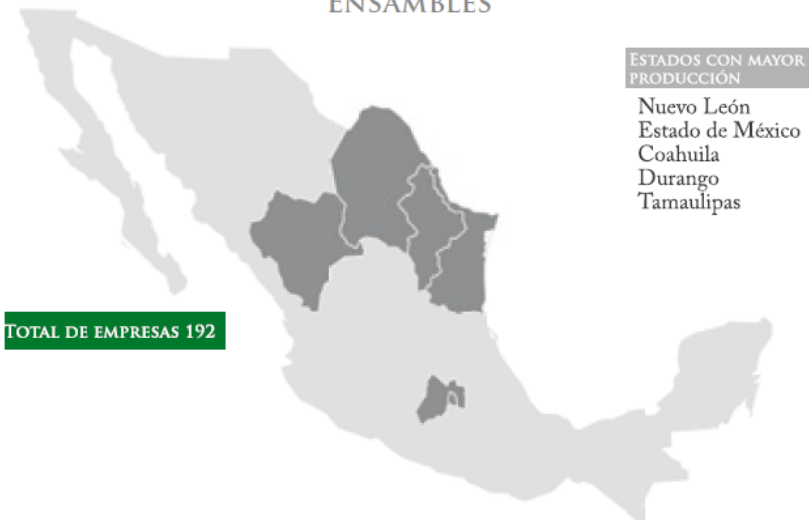 ENSAMBLES
ESTADOS CON MAYOR
PRODUCCIÓN
Nuevo León
Estado de México
Coahuila
Durango
Tamaulipas
TOTAL DE EMPRESAS 192